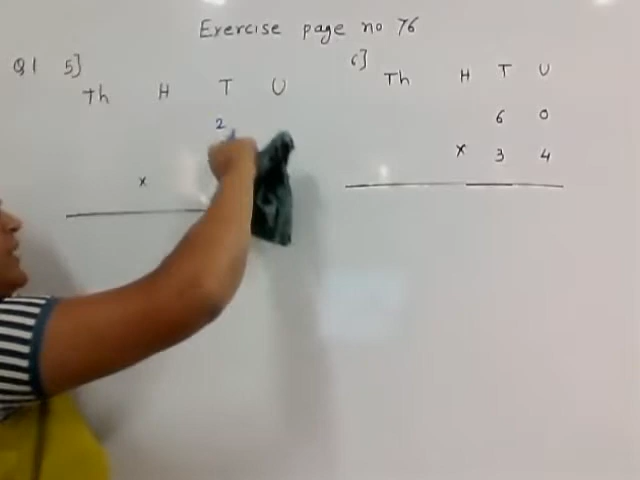 Exercise page no 76
Q1 5]
Th H T U
2
x
6]
Th H T U
6 0
x 3 4